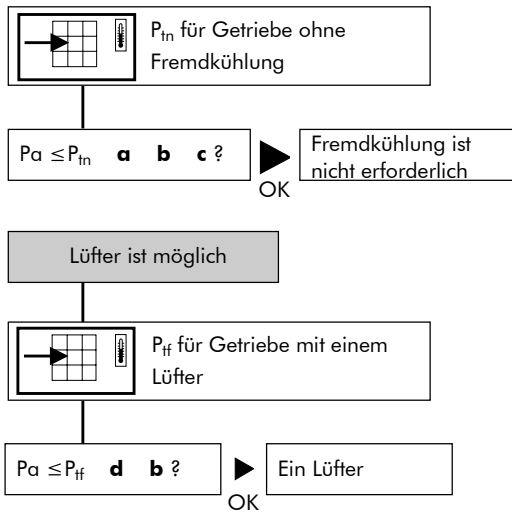 Ptn für Getriebe ohne
Fremdkühlung
Pa ≤Ptn a b c ?
OK
Fremdkühlung ist
nicht erforderlich
Lüfter ist möglich
Ptf für Getriebe mit einem
Lüfter
Pa ≤Ptf d b ?
OK
Ein Lüfter